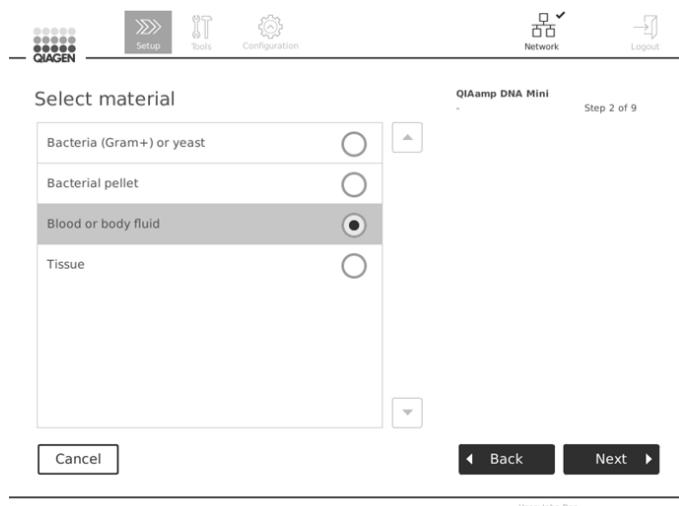 Setup
Tools
Configuration
Network
Logout
QIAGEN
Select material
QIAamp DNA Mini
-
Step 2 of 9
Bacteria (Gram+) or yeast
Bacterial pellet
Blood or body fluid
Tissue
Cancel
Back
Next